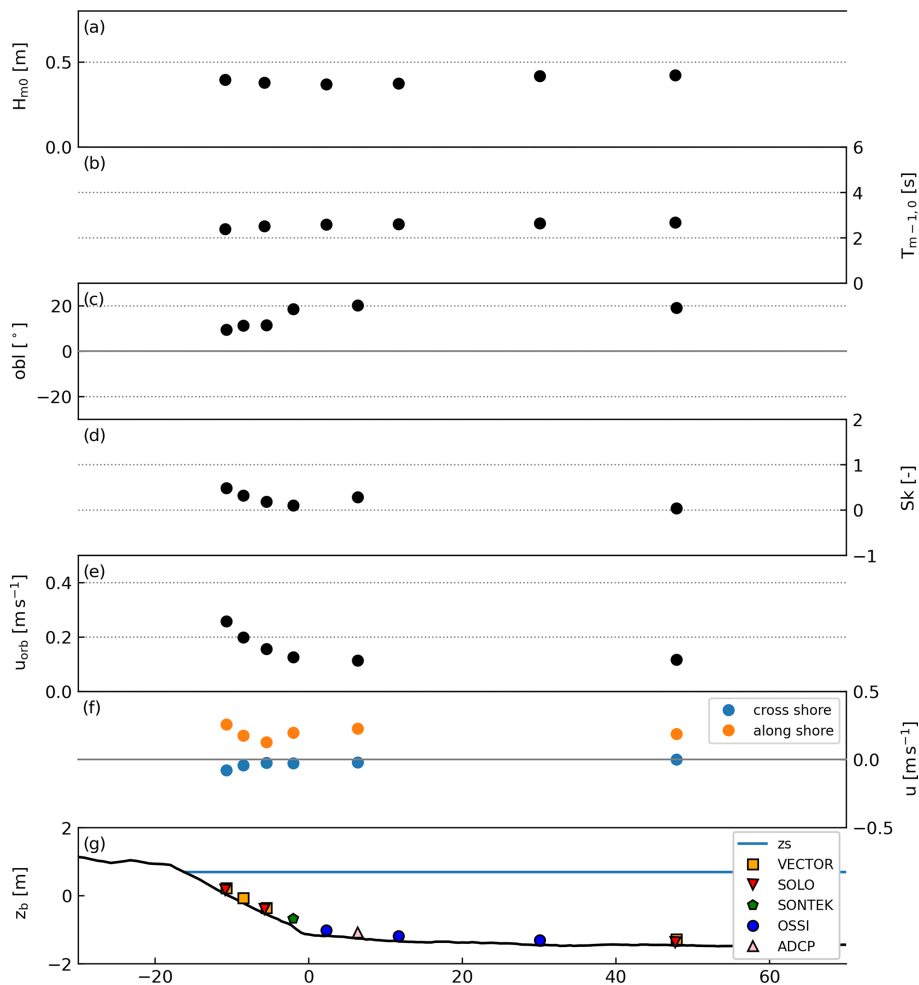 (a)
H_m0 [m]
0.5
0.0
(b)
T_m−1,0 [s]
6
4
2
0
(c)
obl [°]
20
0
−20
(d)
Sk [-]
2
1
0
−1
(e)
u_orb [m s⁻¹]
0.4
0.2
0.0
(f)
cross shore
along shore
u [m s⁻¹]
0.5
0.0
−0.5
(g)
z_b [m]
2
0
−2
zs
VECTOR
SOLO
SONTEK
OSSI
ADCP
−20 0 20 40 60